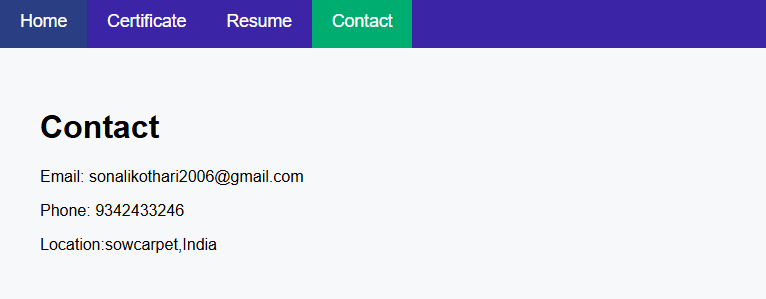 Home Certificate Resume Contact
Contact
Email: sonalikothari2006@gmail.com
Phone: 9342433246
Location:sowcarpet,India